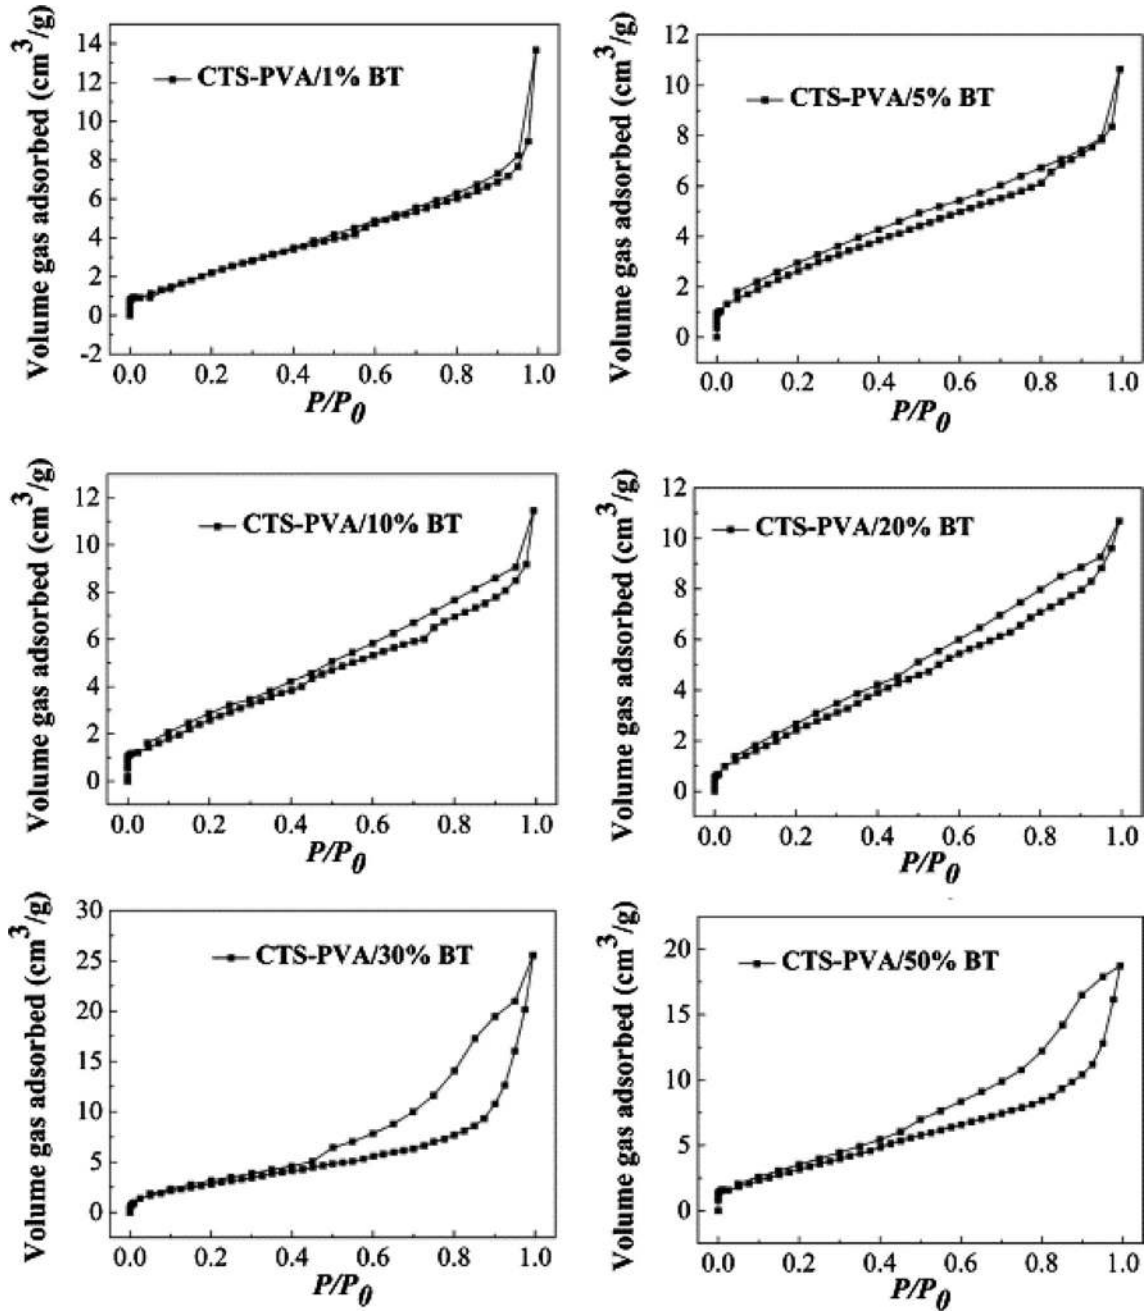 Volume gas adsorbed (cm³/g)
14
12
10
8
6
4
2
0
-2
CTS-PVA/1% BT
0.0 0.2 0.4 0.6 0.8 1.0
P/P₀
Volume gas adsorbed (cm³/g)
12
10
8
6
4
2
0
CTS-PVA/5% BT
0.0 0.2 0.4 0.6 0.8 1.0
P/P₀
Volume gas adsorbed (cm³/g)
12
10
8
6
4
2
0
CTS-PVA/10% BT
0.0 0.2 0.4 0.6 0.8 1.0
P/P₀
Volume gas adsorbed (cm³/g)
12
10
8
6
4
2
0
CTS-PVA/20% BT
0.0 0.2 0.4 0.6 0.8 1.0
P/P₀
Volume gas adsorbed (cm³/g)
30
25
20
15
10
5
0
CTS-PVA/30% BT
0.0 0.2 0.4 0.6 0.8 1.0
P/P₀
Volume gas adsorbed (cm³/g)
20
15
10
5
0
CTS-PVA/50% BT
0.0 0.2 0.4 0.6 0.8 1.0
P/P₀